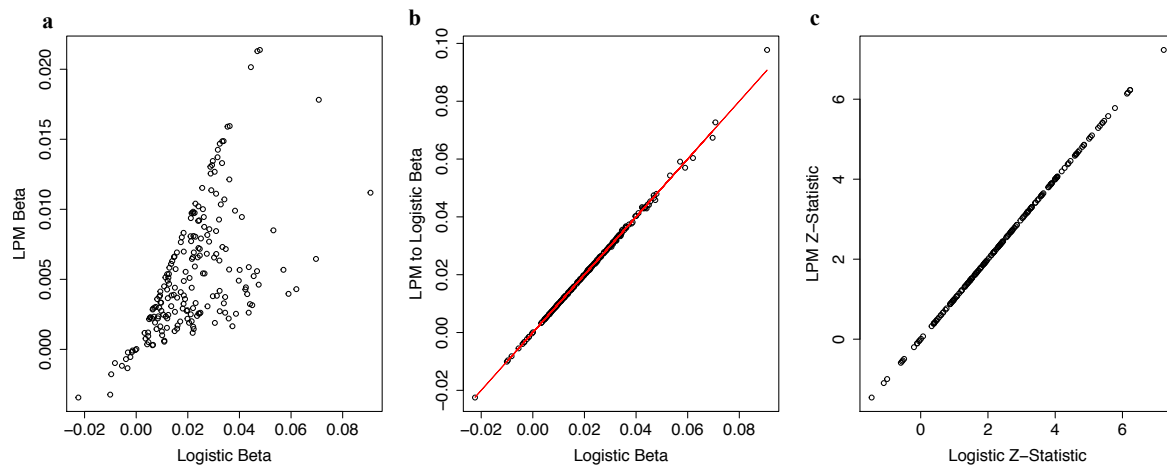 a
LPM Beta
0.020
0.015
0.010
0.005
0.000
−0.02 0.00 0.02 0.04 0.06 0.08
Logistic Beta
b
LPM to Logistic Beta
0.10
0.08
0.06
0.04
0.02
0.00
−0.02
−0.02 0.00 0.02 0.04 0.06 0.08
Logistic Beta
c
LPM Z−Statistic
6
4
2
0
0 2 4 6
Logistic Z−Statistic